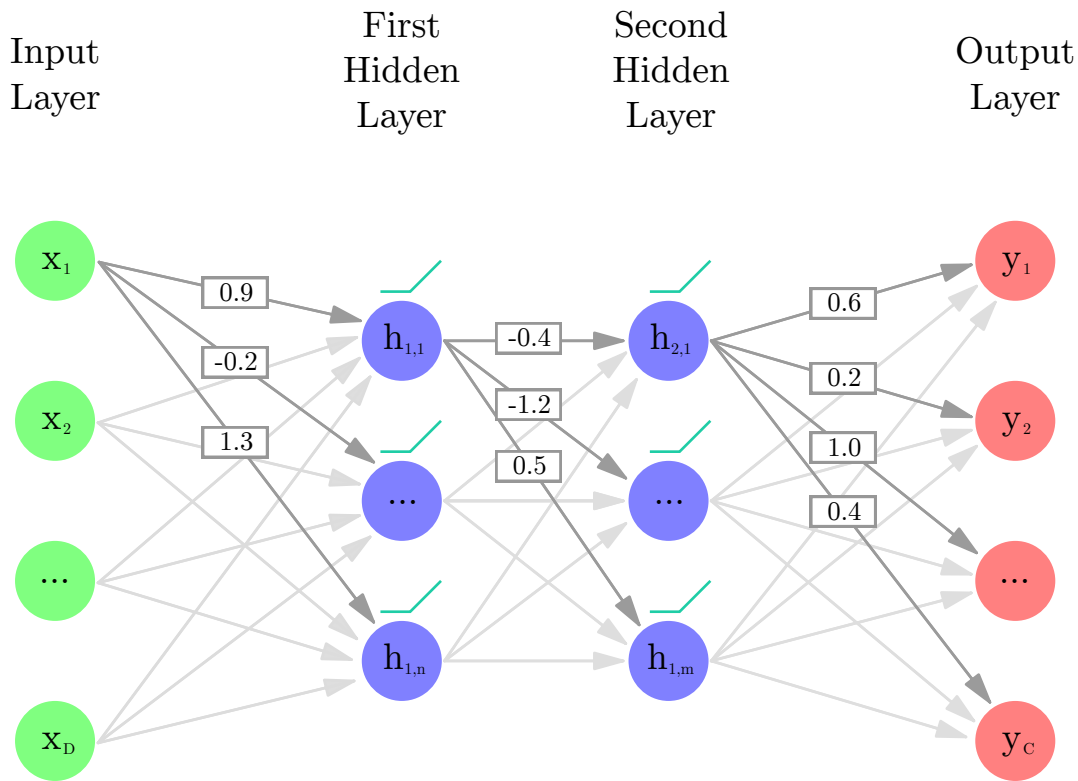 Input
Layer
First
Hidden
Layer
Second
Hidden
Layer
Output
Layer
x₁
x₂
...
x_D
0.9
-0.2
1.3
h₁,₁
...
h₁,ₙ
-0.4
-1.2
0.5
h₂,₁
...
h₁,ₘ
0.6
0.2
1.0
0.4
y₁
y₂
...
y_C